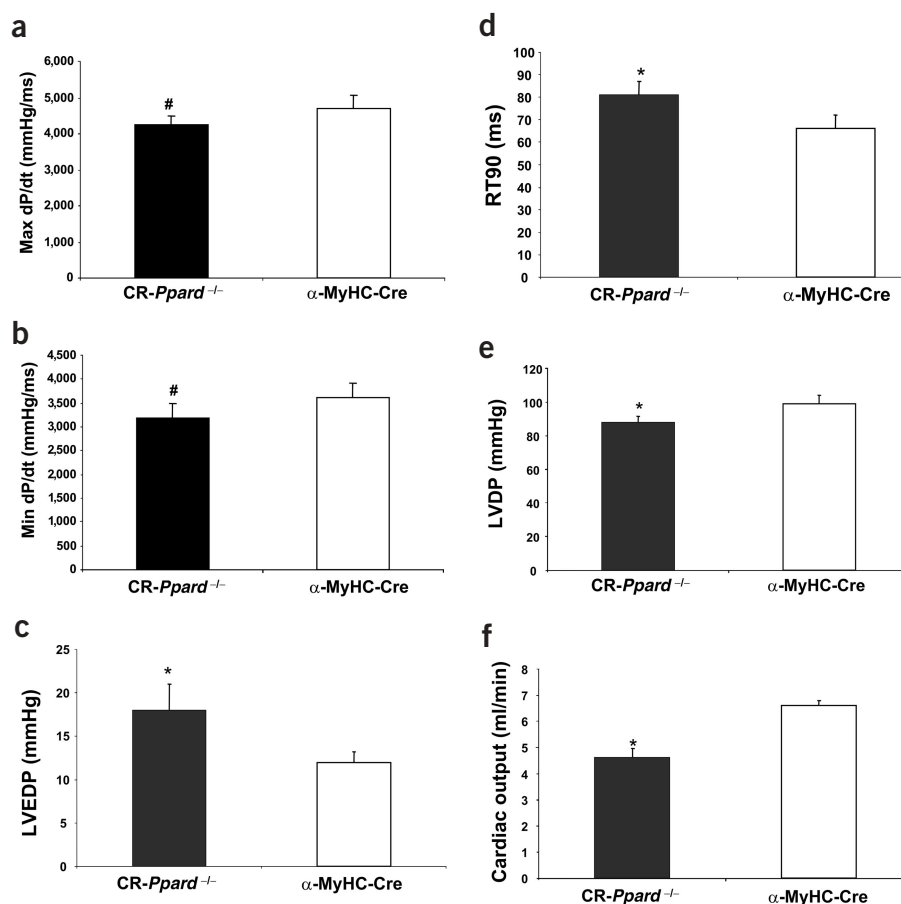 a
Max dP/dt (mmHg/ms)
6,000
5,000
4,000
3,000
2,000
1,000
0
#
CR-Ppard –/–
α-MyHC-Cre
b
Min dP/dt (mmHg/ms)
4,500
4,000
3,500
3,000
2,500
2,000
1,500
1,000
500
0
#
CR-Ppard –/–
α-MyHC-Cre
c
LVEDP (mmHg)
25
20
15
10
5
0
*
CR-Ppard –/–
α-MyHC-Cre
d
RT90 (ms)
100
90
80
70
60
50
40
30
20
10
0
*
CR-Ppard –/–
α-MyHC-Cre
e
LVDP (mmHg)
120
100
80
60
40
20
0
*
CR-Ppard –/–
α-MyHC-Cre
f
Cardiac output (ml/min)
8
7
6
5
4
3
2
1
0
*
CR-Ppard –/–
α-MyHC-Cre